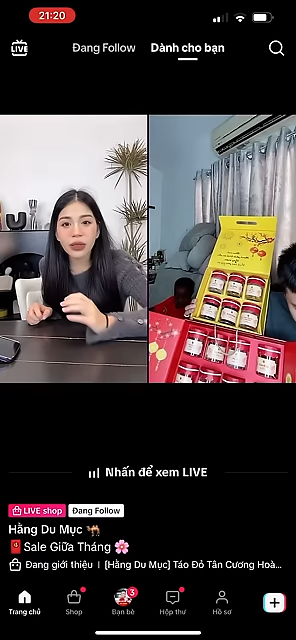 21:20
LIVE
Đang Follow
Dành cho bạn
Nhấn để xem LIVE
LIVE shop
Đang Follow
Hằng Du Mục 🐫
🧧Sale Giữa Tháng 🌸
Đang giới thiệu | [Hằng Du Mục] Táo Đỏ Tân Cương Hoà...
3
Trang chủ
Shop
Bạn bè
Hộp thư
Hồ sơ